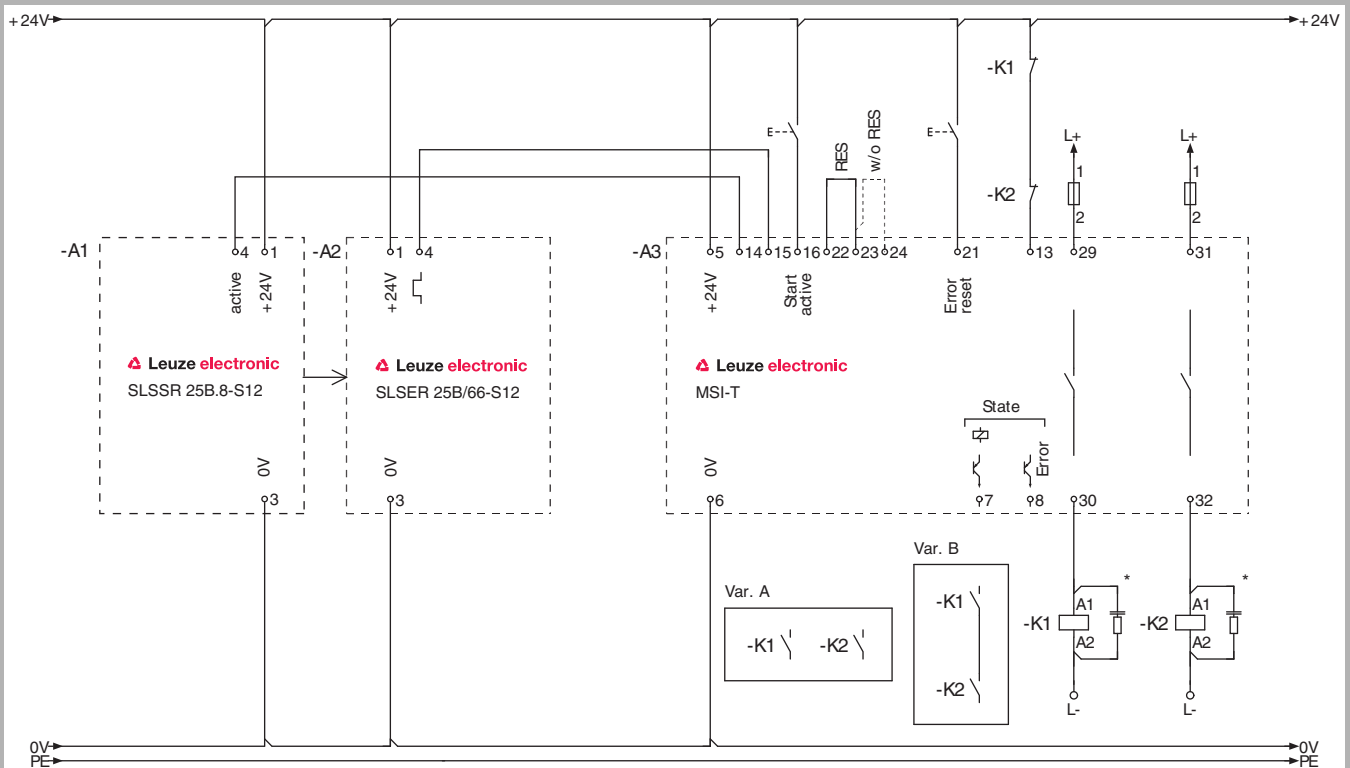 +24V
+24V
-K1
L+
L+
RES
w/o RES
-K2
1
1
2
2
-A1
4
1
-A2
1
4
-A3
5
14
15
16
22
23
24
21
13
29
31
active
+24V
+24V
+24V
Start
active
Error
reset
Leuze electronic
SLSSR 25B.8-S12
Leuze electronic
SLSER 25B/66-S12
Leuze electronic
MSI-T
State
Error
0V
0V
0V
3
3
6
7
8
30
32
Var. A
-K1
-K2
Var. B
-K1
-K2
*
*
-K1
A1
A2
-K2
A1
A2
L-
L-
0V
0V
PE
PE